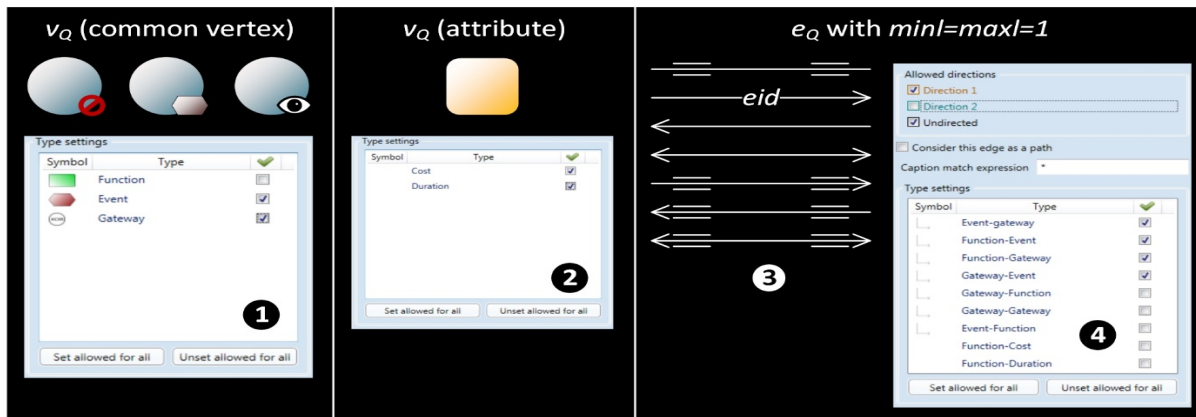 v_Q (common vertex)
Type settings
Symbol Type
Function
Event
Gateway
1
Set allowed for all Unset allowed for all
v_Q (attribute)
Type settings
Symbol Type
Cost
Duration
2
Set allowed for all Unset allowed for all
e_Q with minl=maxl=1
eid
3
Allowed directions
Direction 1
Direction 2
Undirected
Consider this edge as a path
Caption match expression *
Type settings
Symbol Type
Event-gateway
Function-Event
Function-Gateway
Gateway-Event
Gateway-Function
Gateway-Gateway
Event-Function
Function-Cost
Function-Duration
4
Set allowed for all Unset allowed for all